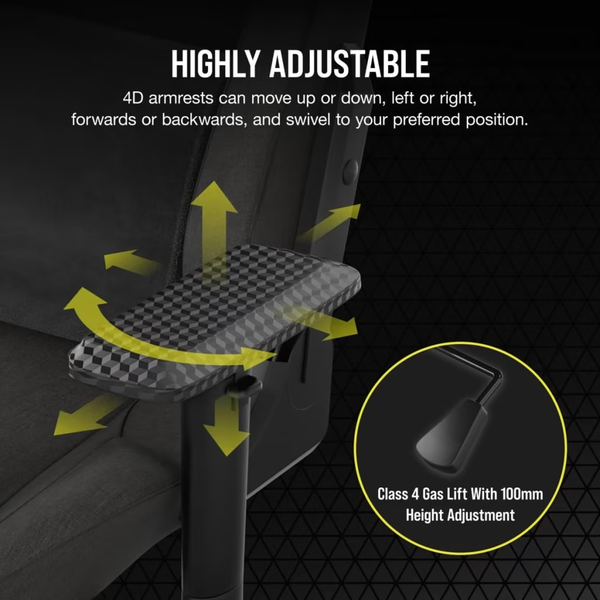 HIGHLY ADJUSTABLE
4D armrests can move up or down, left or right,
forwards or backwards, and swivel to your preferred position.
Class 4 Gas Lift With 100mm
Height Adjustment